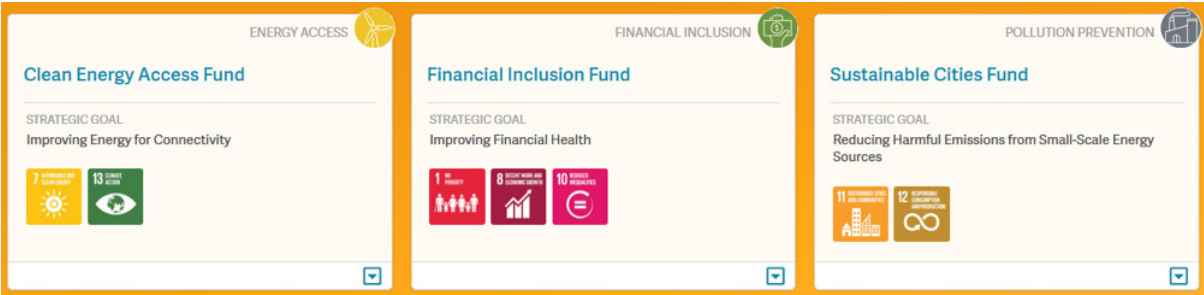 ENERGY ACCESS
Clean Energy Access Fund
STRATEGIC GOAL
Improving Energy for Connectivity
7 AFFORDABLE AND
CLEAN ENERGY
13 CLIMATE
ACTION
FINANCIAL INCLUSION
$
Financial Inclusion Fund
STRATEGIC GOAL
Improving Financial Health
1 NO
POVERTY
8 DECENT WORK AND
ECONOMIC GROWTH
10 REDUCED
INEQUALITIES
POLLUTION PREVENTION
Sustainable Cities Fund
STRATEGIC GOAL
Reducing Harmful Emissions from Small-Scale Energy
Sources
11 SUSTAINABLE CITIES
AND COMMUNITIES
12 RESPONSIBLE
CONSUMPTION
AND PRODUCTION